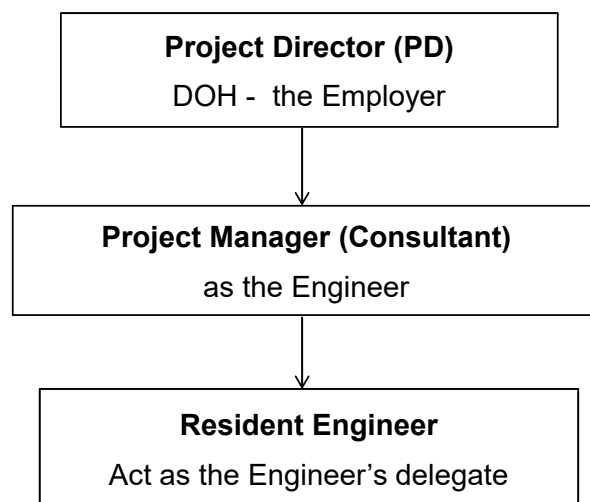 Project Director (PD)
DOH - the Employer
Project Manager (Consultant)
as the Engineer
Resident Engineer
Act as the Engineer’s delegate